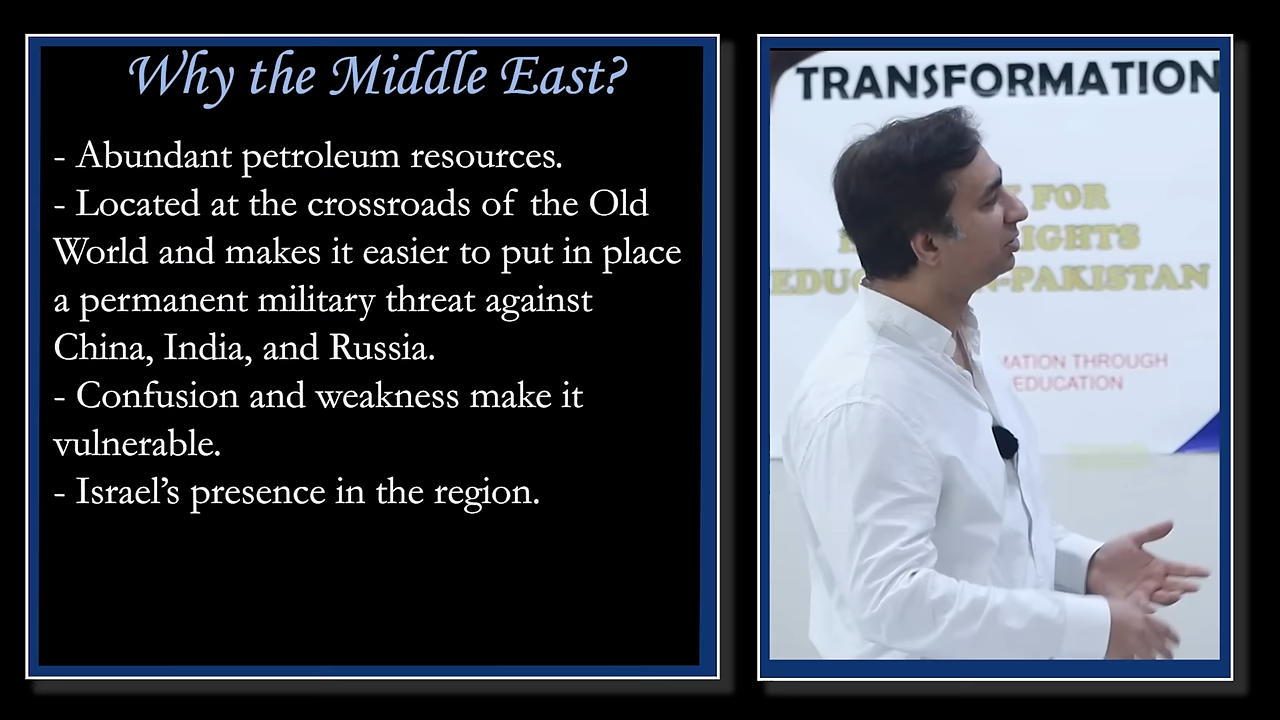 Why the Middle East?
- Abundant petroleum resources.
- Located at the crossroads of the Old
World and makes it easier to put in place
a permanent military threat against
China, India, and Russia.
- Confusion and weakness make it
vulnerable.
- Israel's presence in the region.
TRANSFORMATION
FOR
PAKISTAN
THROUGH
EDUCATION